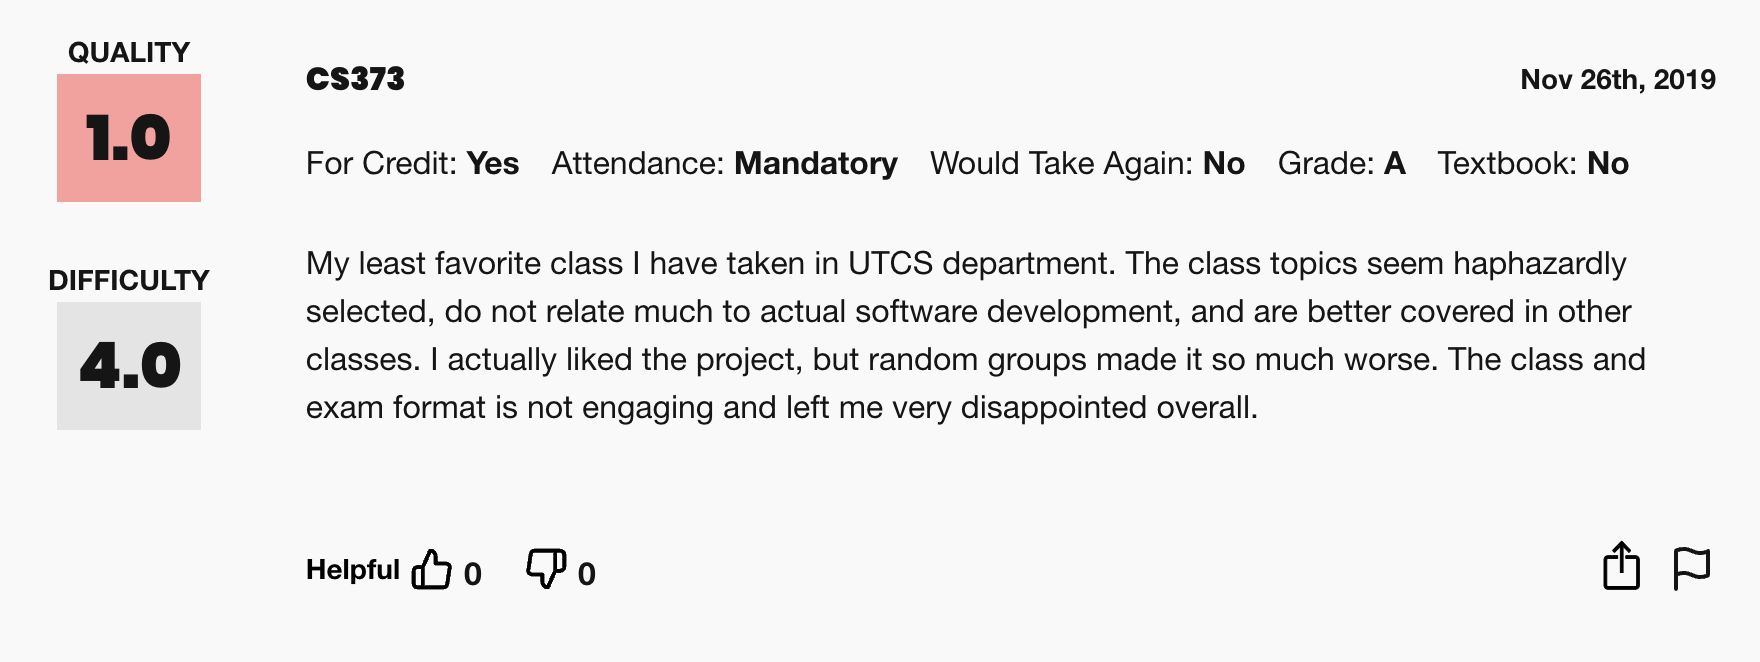 QUALITY
1.0
DIFFICULTY
4.0
CS373
Nov 26th, 2019
For Credit: Yes Attendance: Mandatory Would Take Again: No Grade: A Textbook: No
My least favorite class I have taken in UTCS department. The class topics seem haphazardly
selected, do not relate much to actual software development, and are better covered in other
classes. I actually liked the project, but random groups made it so much worse. The class and
exam format is not engaging and left me very disappointed overall.
Helpful 0 0